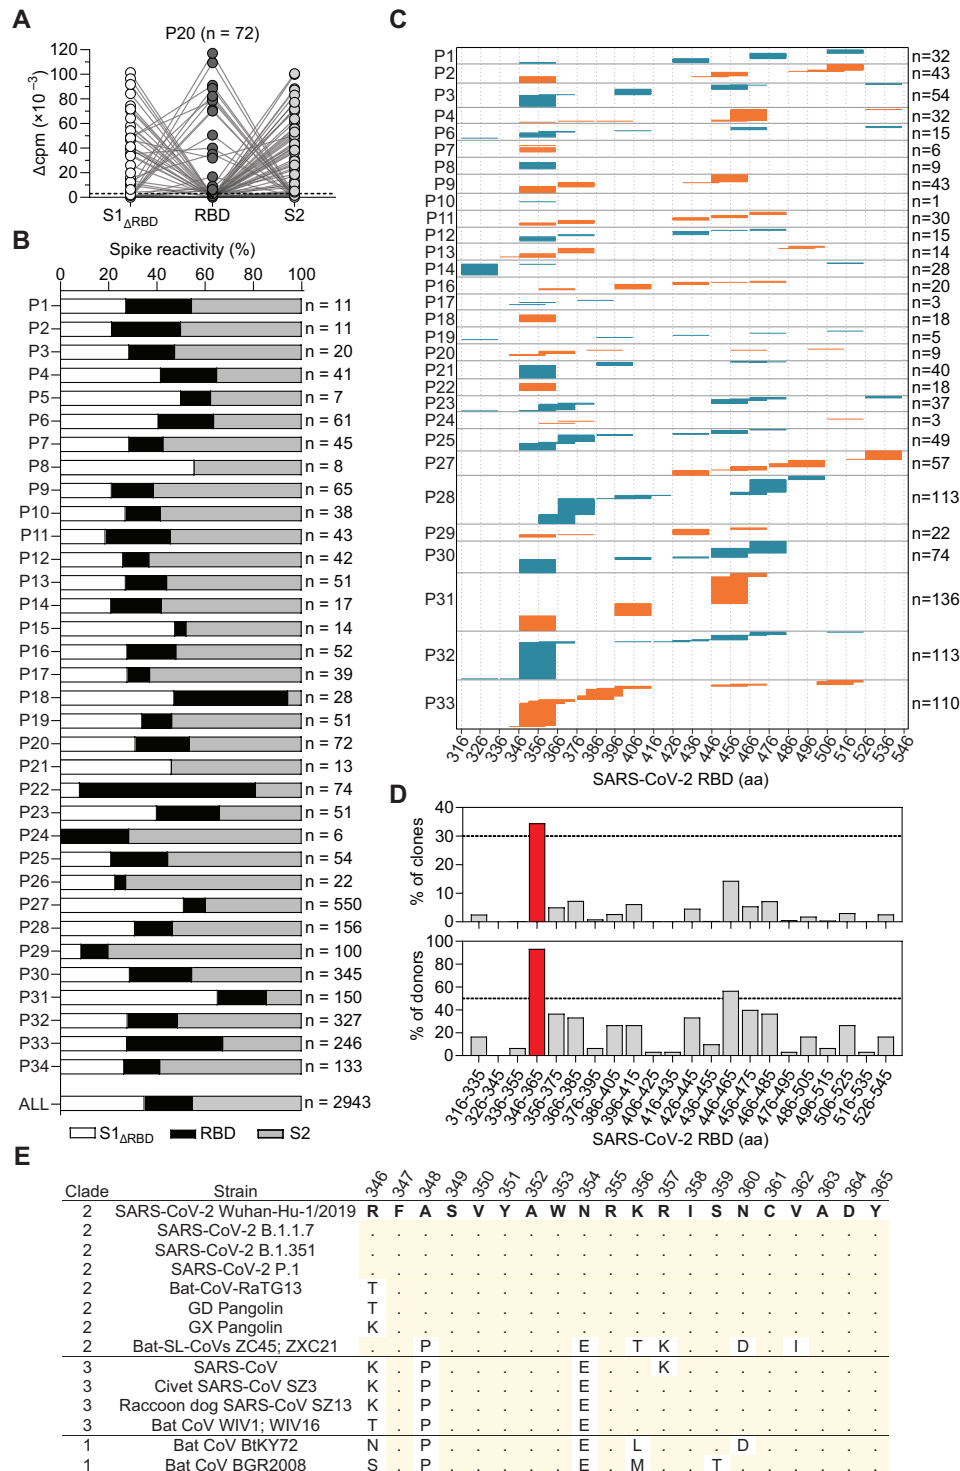 A
P20 (n = 72)
Δcpm (×10 −3)
120
100
80
60
40
20
0
S1ΔRBD RBD S2
B
Spike reactivity (%)
0 20 40 60 80 100
P1 n = 11
P2 n = 11
P3 n = 20
P4 n = 41
P5 n = 7
P6 n = 61
P7 n = 45
P8 n = 8
P9 n = 65
P10 n = 38
P11 n = 43
P12 n = 42
P13 n = 51
P14 n = 17
P15 n = 14
P16 n = 52
P17 n = 39
P18 n = 28
P19 n = 51
P20 n = 72
P21 n = 13
P22 n = 74
P23 n = 51
P24 n = 6
P25 n = 54
P26 n = 22
P27 n = 550
P28 n = 156
P29 n = 100
P30 n = 345
P31 n = 150
P32 n = 327
P33 n = 246
P34 n = 133
ALL n = 2943
S1ΔRBD RBD S2
C
P1 n=32
P2 n=43
P3 n=54
P4 n=32
P6 n=15
P7 n=6
P8 n=9
P9 n=43
P10 n=1
P11 n=30
P12 n=15
P13 n=14
P14 n=28
P16 n=20
P17 n=3
P18 n=18
P19 n=5
P20 n=9
P21 n=40
P22 n=18
P23 n=37
P24 n=3
P25 n=49
P27 n=57
P28 n=113
P29 n=22
P30 n=74
P31 n=136
P32 n=113
P33 n=110
316 326 336 346 356 366 376 386 396 406 416 426 436 446 456 466 476 486 496 506 516 526 536 546
SARS-CoV-2 RBD (aa)
D
% of clones
40
30
20
10
0
% of donors
100
80
60
40
20
0
316-335 326-345 336-355 346-365 356-375 366-385 376-395 386-405 396-415 406-425 416-435 426-445 436-455 446-465 456-475 466-485 476-495 486-505 496-515 506-525 516-535 526-545
SARS-CoV-2 RBD (aa)
E
Clade Strain 346 347 348 349 350 351 352 353 354 355 356 357 358 359 360 361 362 363 364 365
2 SARS-CoV-2 Wuhan-Hu-1/2019 R F A S V Y A W N R K R I S N C V A D Y
2 SARS-CoV-2 B.1.1.7 . . . . . . . . . . . . . . . . . . . .
2 SARS-CoV-2 B.1.351 . . . . . . . . . . . . . . . . . . . .
2 SARS-CoV-2 P.1 . . . . . . . . . . . . . . . . . . . .
2 Bat-CoV-RaTG13 T . . . . . . . . . . . . . . . . . . .
2 GD Pangolin T . . . . . . . . . . . . . . . . . . .
2 GX Pangolin K . . . . . . . . . . . . . . . . . . .
2 Bat-SL-CoVs ZC45; ZXC21 . . P . . . . . E . T K . . D . I . . .
3 SARS-CoV K . P . . . . . E . . K . . . . . . . .
3 Civet SARS-CoV SZ3 K . P . . . . . E . . . . . . . . . . .
3 Raccoon dog SARS-CoV SZ13 K . P . . . . . E . . . . . . . . . . .
3 Bat CoV WIV1; WIV16 T . P . . . . . E . . . . . . . . . . .
1 Bat CoV BtKY72 N . P . . . . . E . L . . . D . . . . .
1 Bat CoV BGR2008 S . P . . . . . E . M . . T . . . . . .